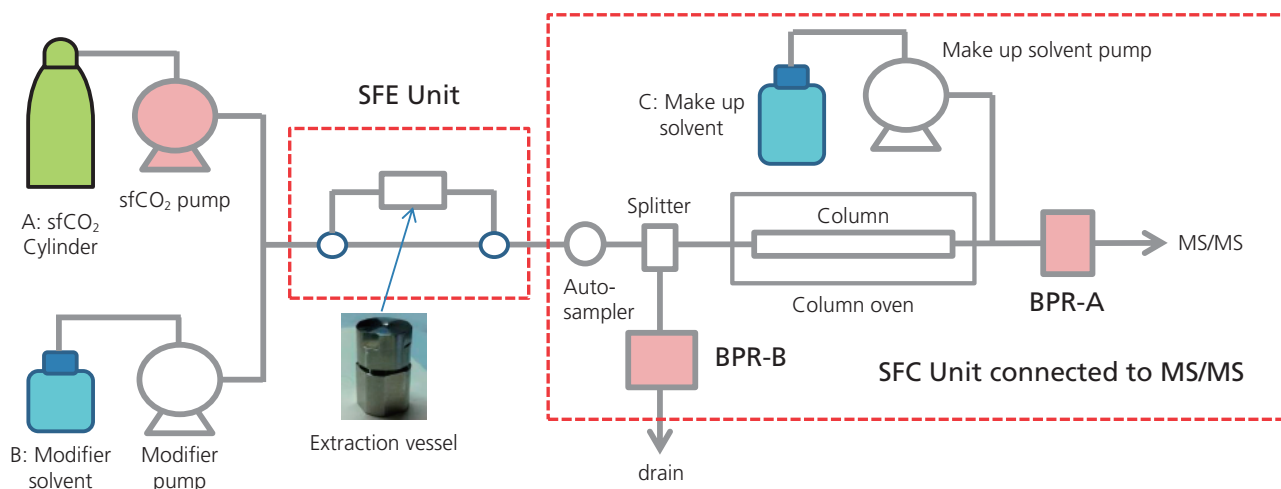 Make up solvent pump
SFE Unit
C: Make up
solvent
sfCO₂ pump
A: sfCO₂
Cylinder
Splitter
Column
MS/MS
Auto-
sampler
Column oven
BPR-A
BPR-B
SFC Unit connected to MS/MS
Extraction vessel
B: Modifier
solvent
Modifier
pump
drain